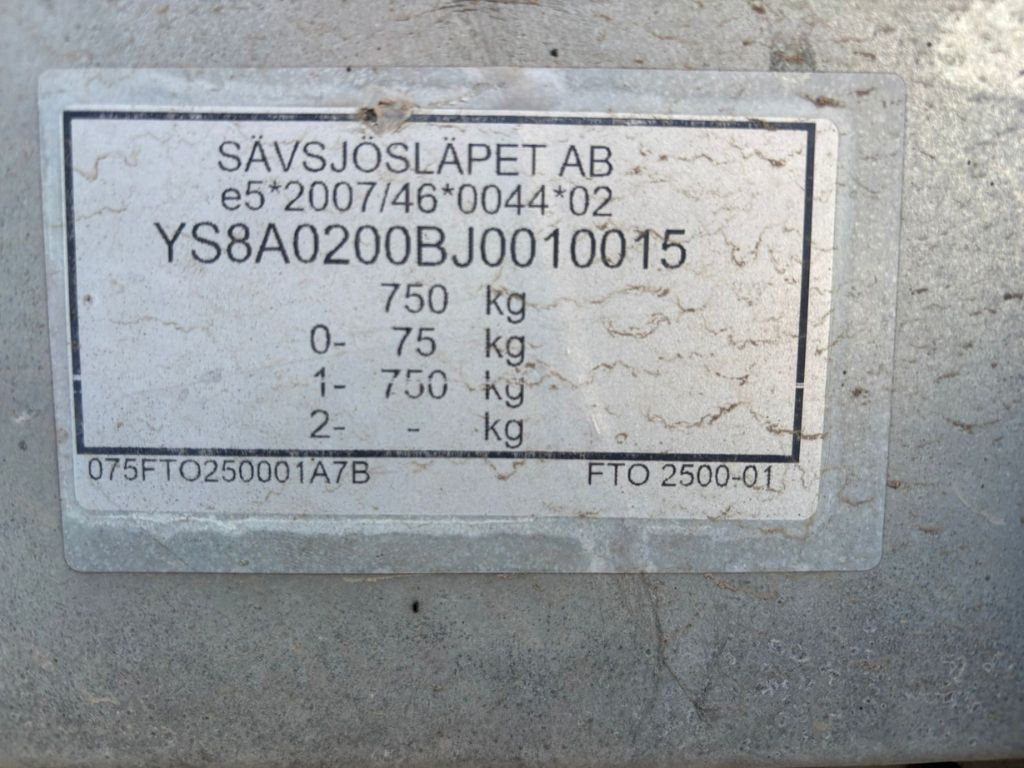 SÄVSJÖSLÄPET AB
e5*2007/46*0044*02
YS8A0200BJ0010015
750 kg
0- 75 kg
1- 750 kg
2- - kg
075FTO250001A7B FTO 2500-01